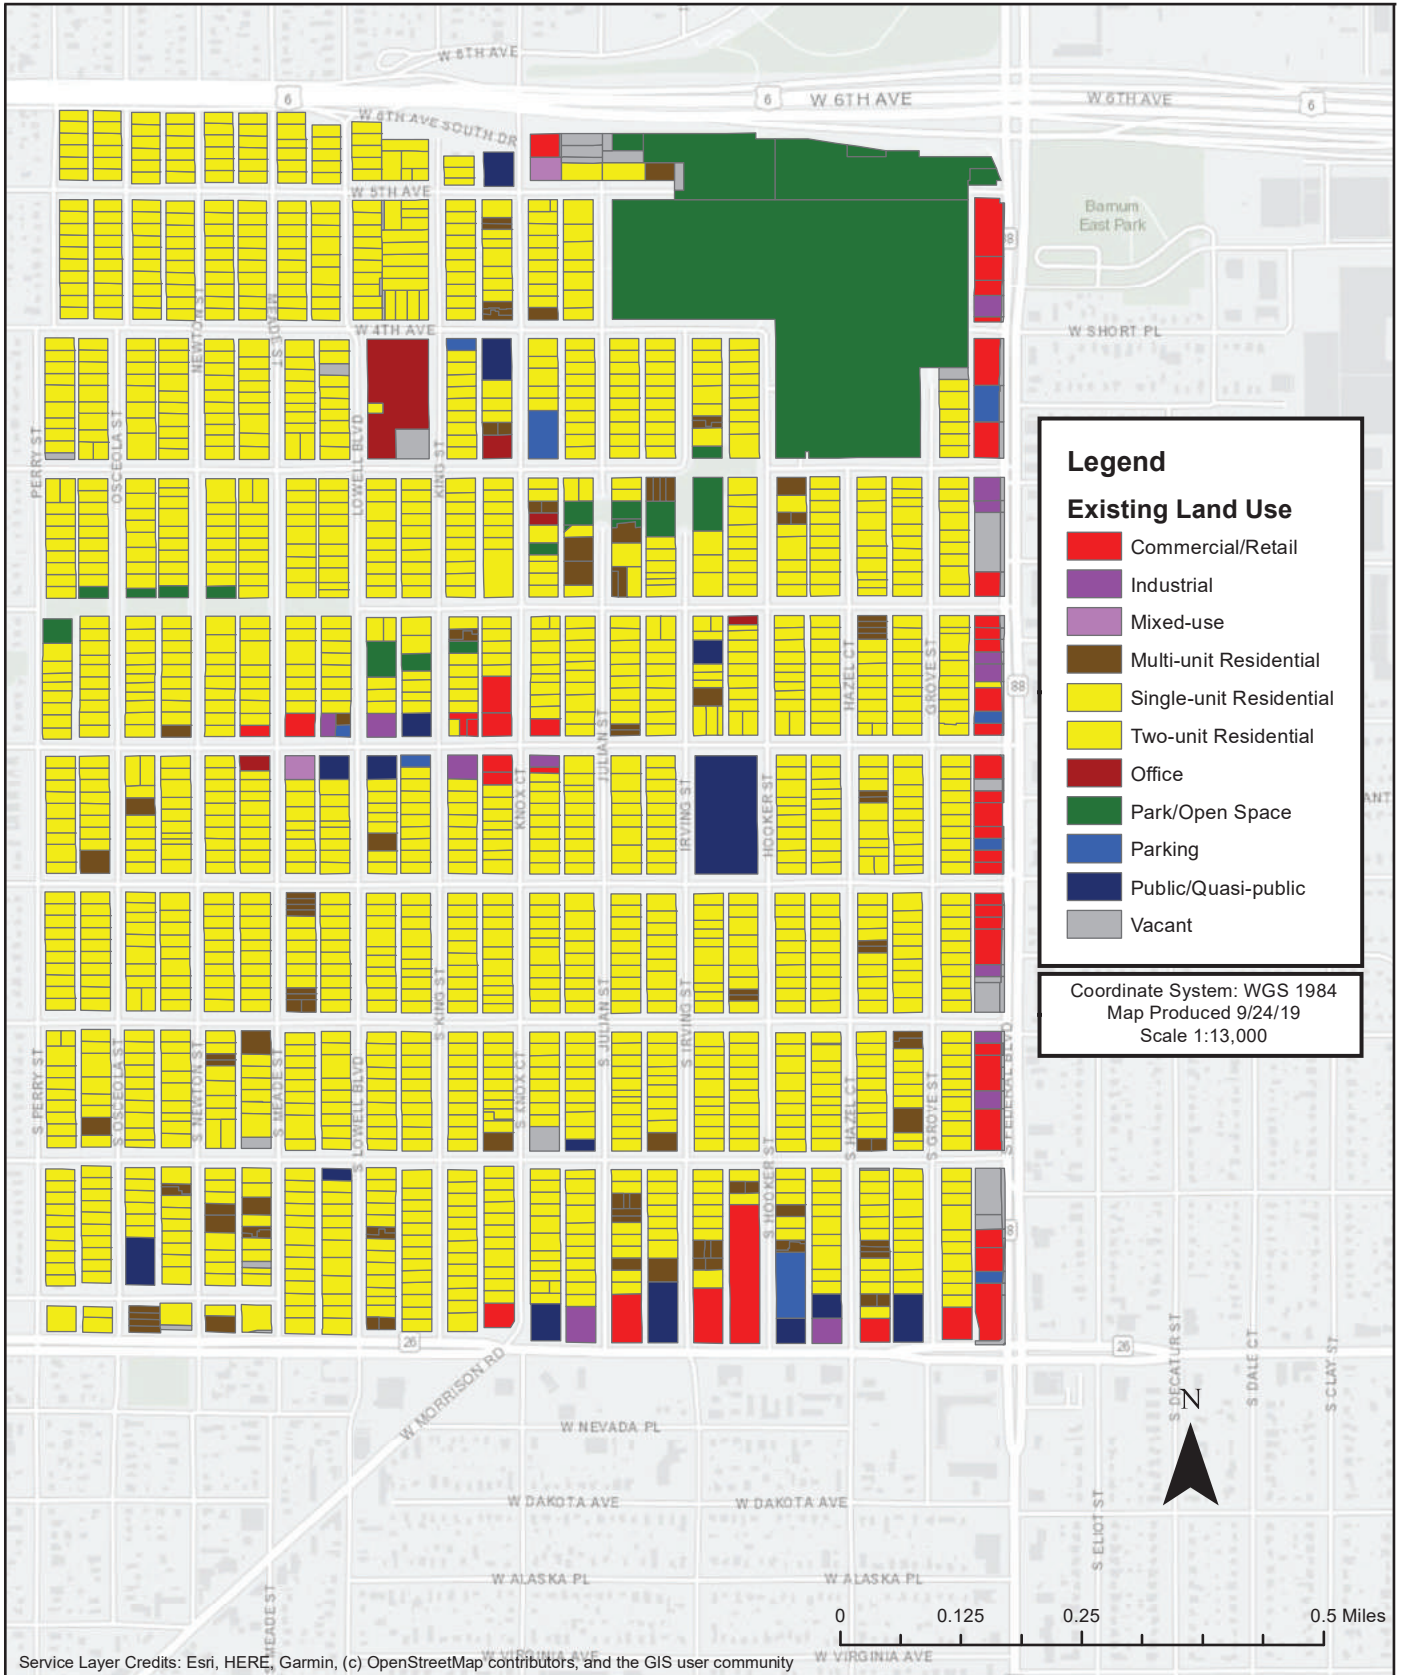 W 6TH AVE
6
6
W 6TH AVE
W 6TH AVE
6
W 6TH AVE SOUTH DR
W 5TH AVE
Barnum
East Park
8
NEWTON ST
MEADE ST
W 4TH AVE
W SHORT PL
PERRY ST
OSCEOLA ST
LOWELL BLVD
KING ST
Legend
Existing Land Use
Commercial/Retail
Industrial
Mixed-use
Multi-unit Residential
Single-unit Residential
Two-unit Residential
Office
Park/Open Space
Parking
Public/Quasi-public
Vacant
HAZEL CT
GROVE ST
88
JULIAN ST
KNOX CT
IRVING ST
HOOKER ST
ANT
Coordinate System: WGS 1984
Map Produced 9/24/19
Scale 1:13,000
S KING ST
S JULIAN ST
S IRVING ST
S PERRY ST
S OSCEOLA ST
S NEWTON ST
S MEADE ST
S LOWELL BLVD
S KNOX CT
S HOOKER ST
S HAZEL CT
S GROVE ST
S FEDERAL BLVD
8
26
26
S DECATUR ST
S DALE CT
S CLAY ST
W MORRISON RD
N
W NEVADA PL
W DAKOTA AVE
W DAKOTA AVE
S ELIOT ST
W ALASKA PL
W ALASKA PL
S MEADE ST
0 0.125 0.25 0.5 Miles
W VIRGINIA AVE
W VIRGINIA AVE
Service Layer Credits: Esri, HERE, Garmin, (c) OpenStreetMap contributors, and the GIS user community